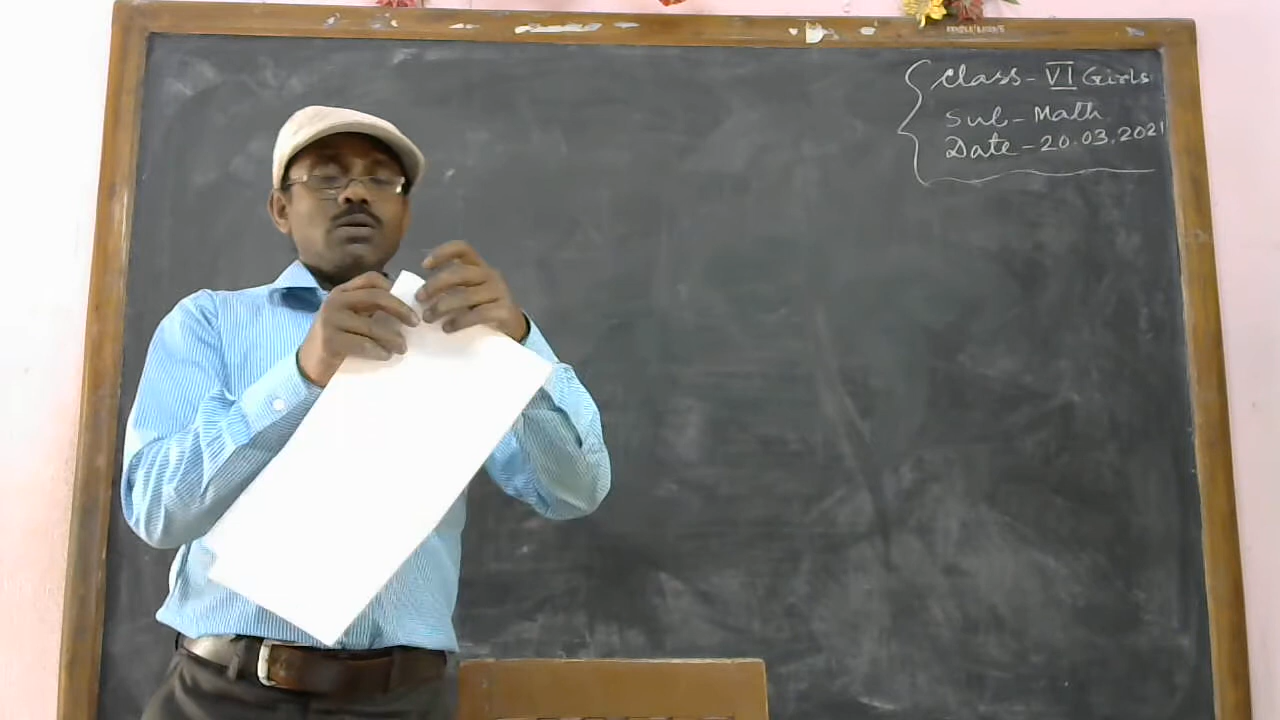 Class - VI Girls
Sub - Math
Date - 20.03.2021